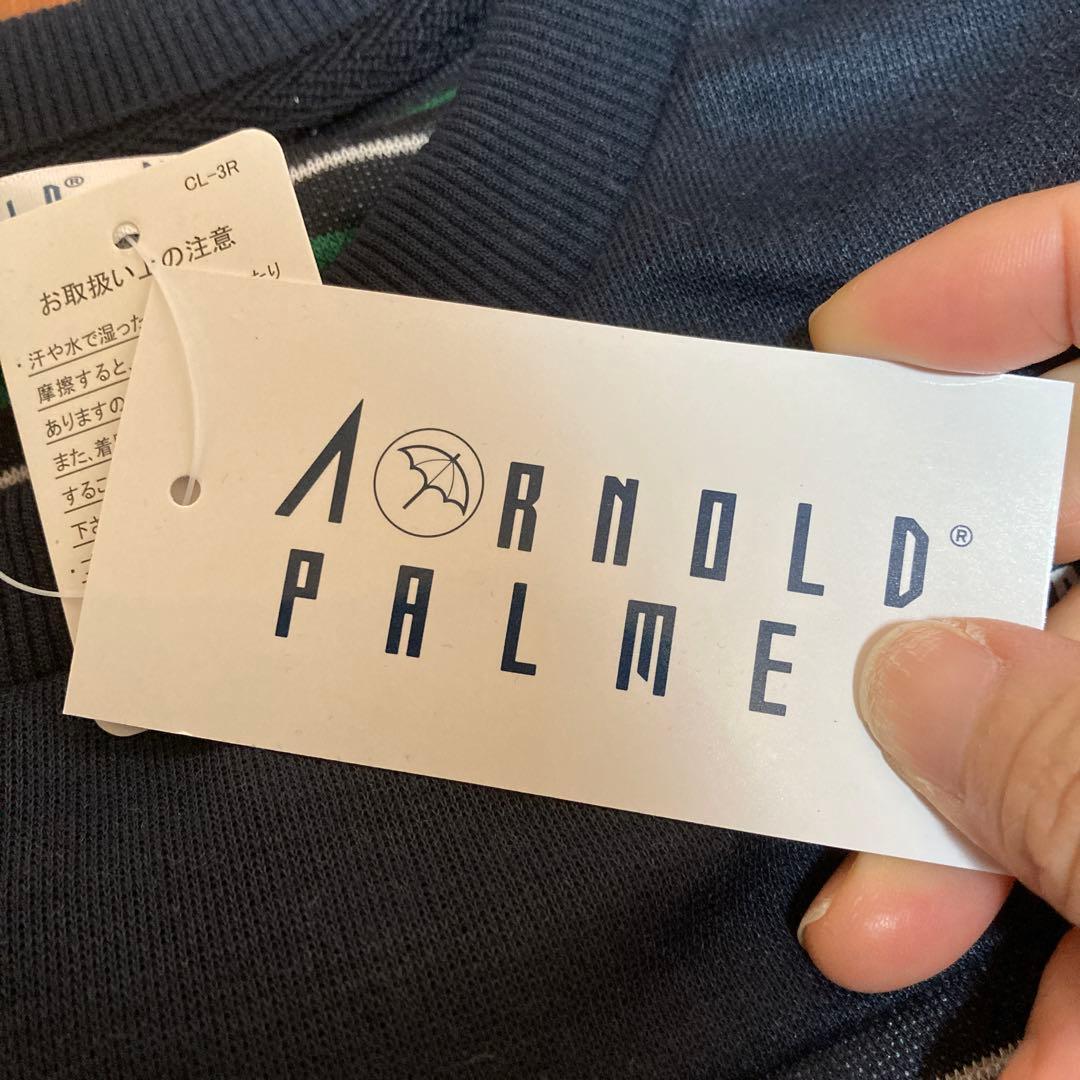 CL-3R
お取扱い上の注意
・汗や水で湿った
摩擦すると、
ありますの
また、着
するこ
下さ
ARNOLD®
PALME